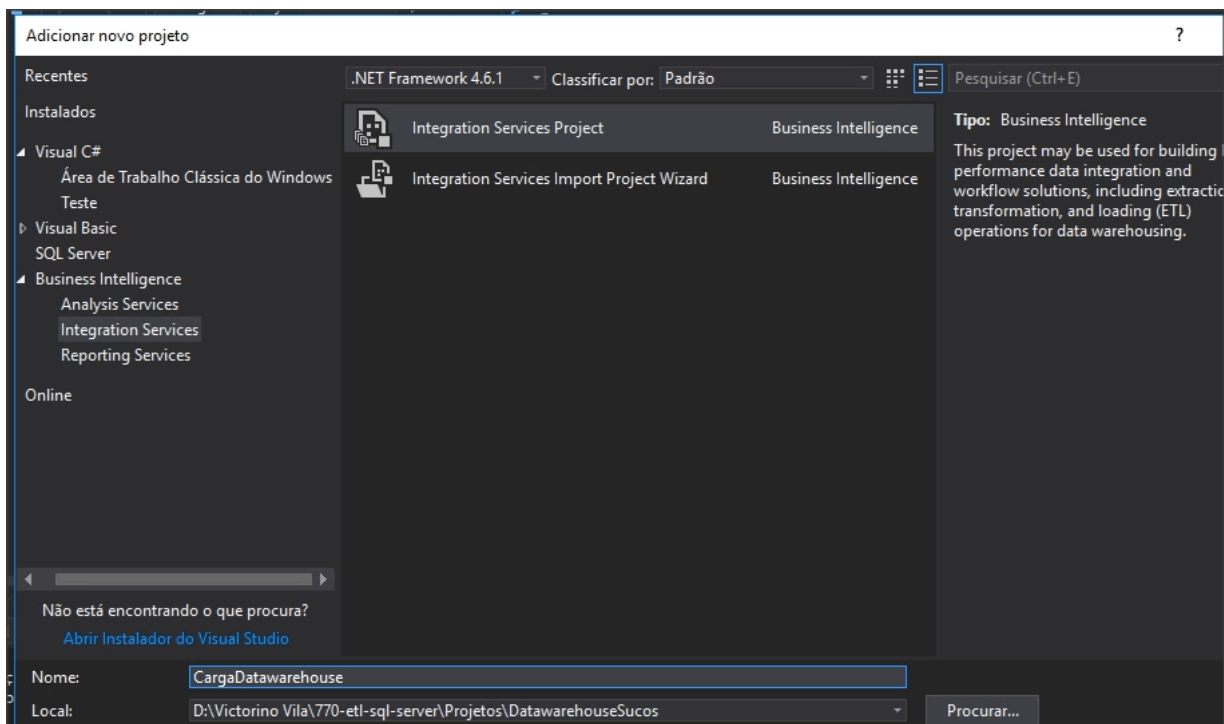 Adicionar novo projeto
?
Recentes
.NET Framework 4.6.1
Classificar por: Padrão
Pesquisar (Ctrl+E)
Instalados
Visual C#
Área de Trabalho Clássica do Windows
Teste
Visual Basic
SQL Server
Business Intelligence
Analysis Services
Integration Services
Reporting Services
Online
Integration Services Project
Business Intelligence
Integration Services Import Project Wizard
Business Intelligence
Tipo: Business Intelligence
This project may be used for building
performance data integration and
workflow solutions, including extractio
transformation, and loading (ETL)
operations for data warehousing.
Não está encontrando o que procura?
Abrir Instalador do Visual Studio
Nome: CargaDatawarehouse
Local: D:\Victorino Vila\770-etl-sql-server\Projetos\DatawarehouseSucos
Procurar...